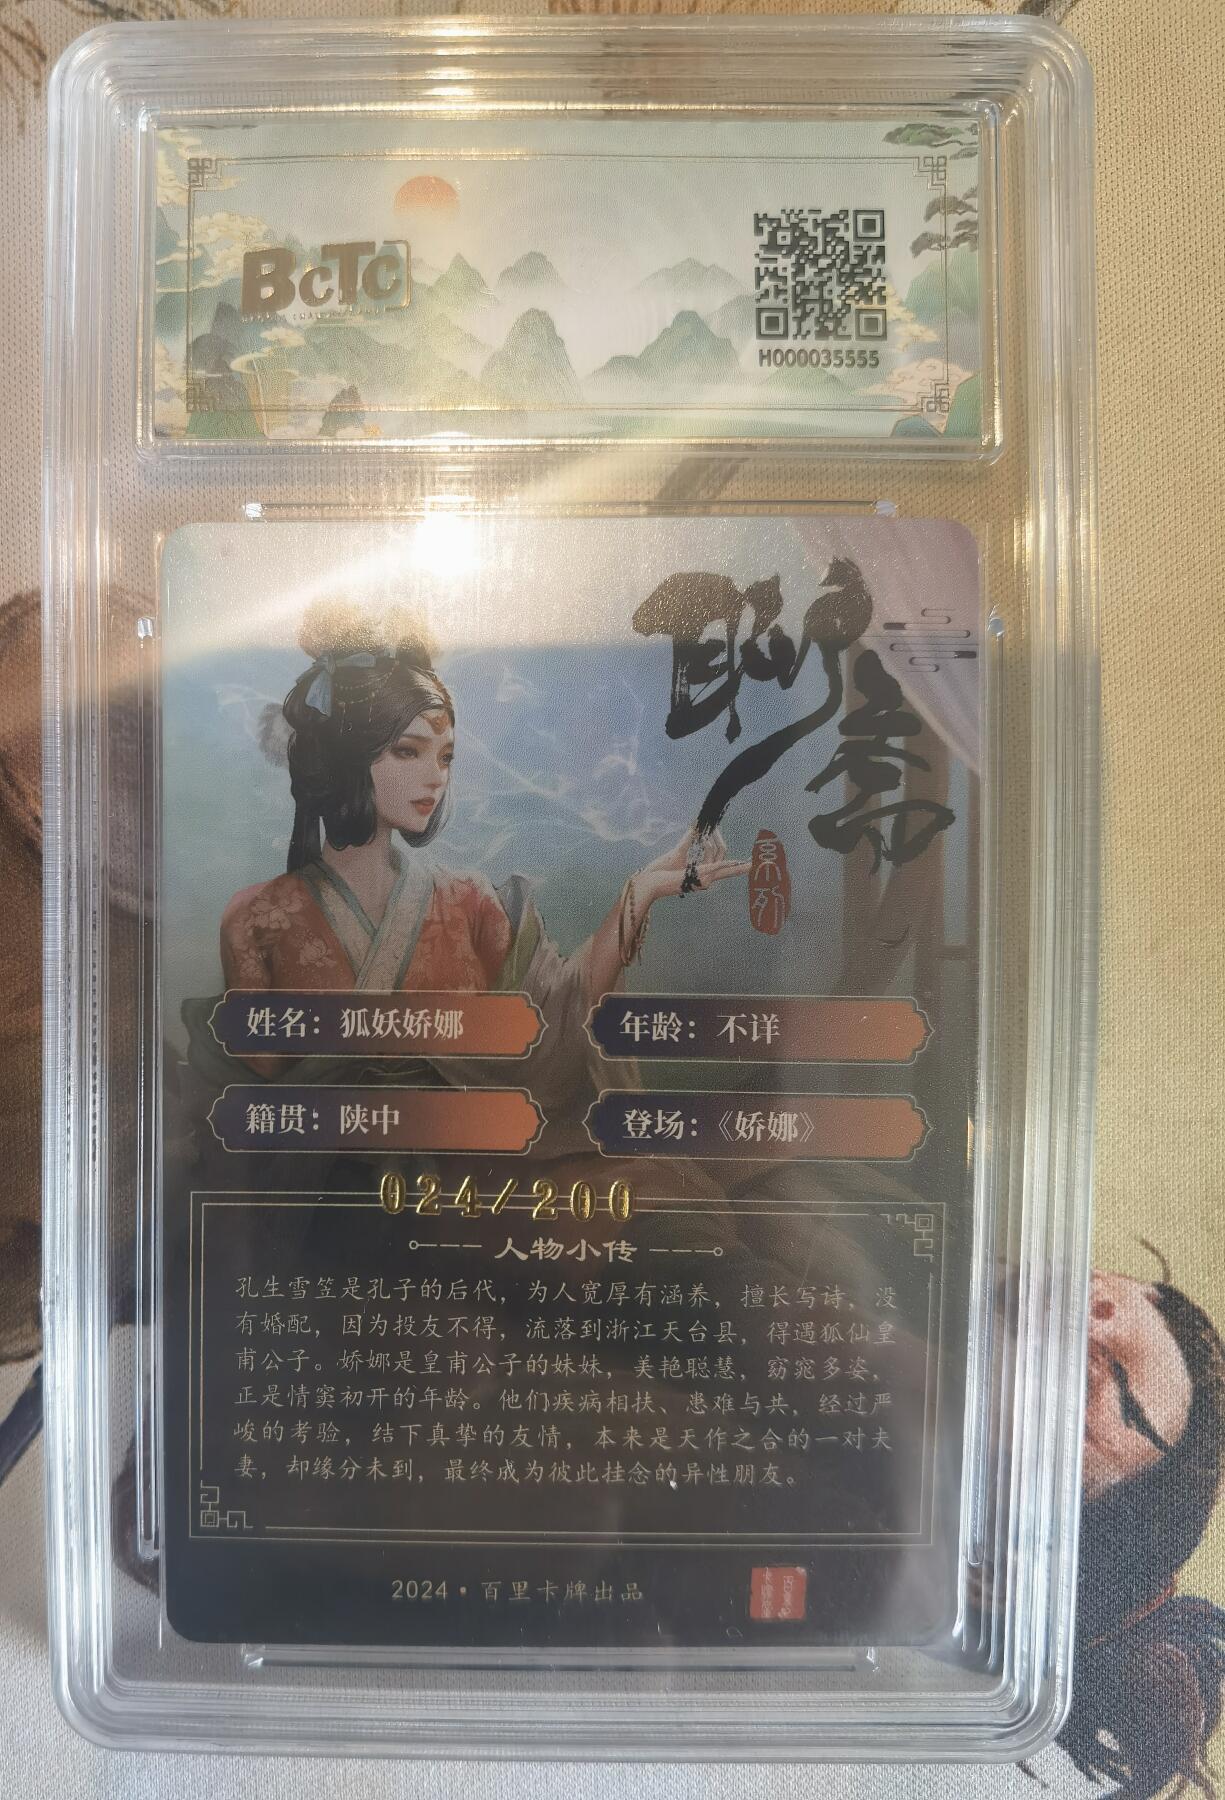 BCTC
H000035555
聊斋
系列
姓名：狐妖娇娜
年龄：不详
籍贯：陕中
登场：《娇娜》
024/200
人物小传
孔生雪笠是孔子的后代，为人宽厚有涵养，擅长写诗，没
有婚配，因为投友不得，流落到浙江天台县，得遇狐仙皇
甫公子。娇娜是皇甫公子的妹妹，美艳聪慧，窈窕多姿，
正是情窦初开的年龄。他们疾病相扶、患难与共，经过严
峻的考验，结下真挚的友情，本来是天作之合的一对夫
妻，却缘分未到，最终成为彼此挂念的异性朋友。
2024·百里卡牌出品